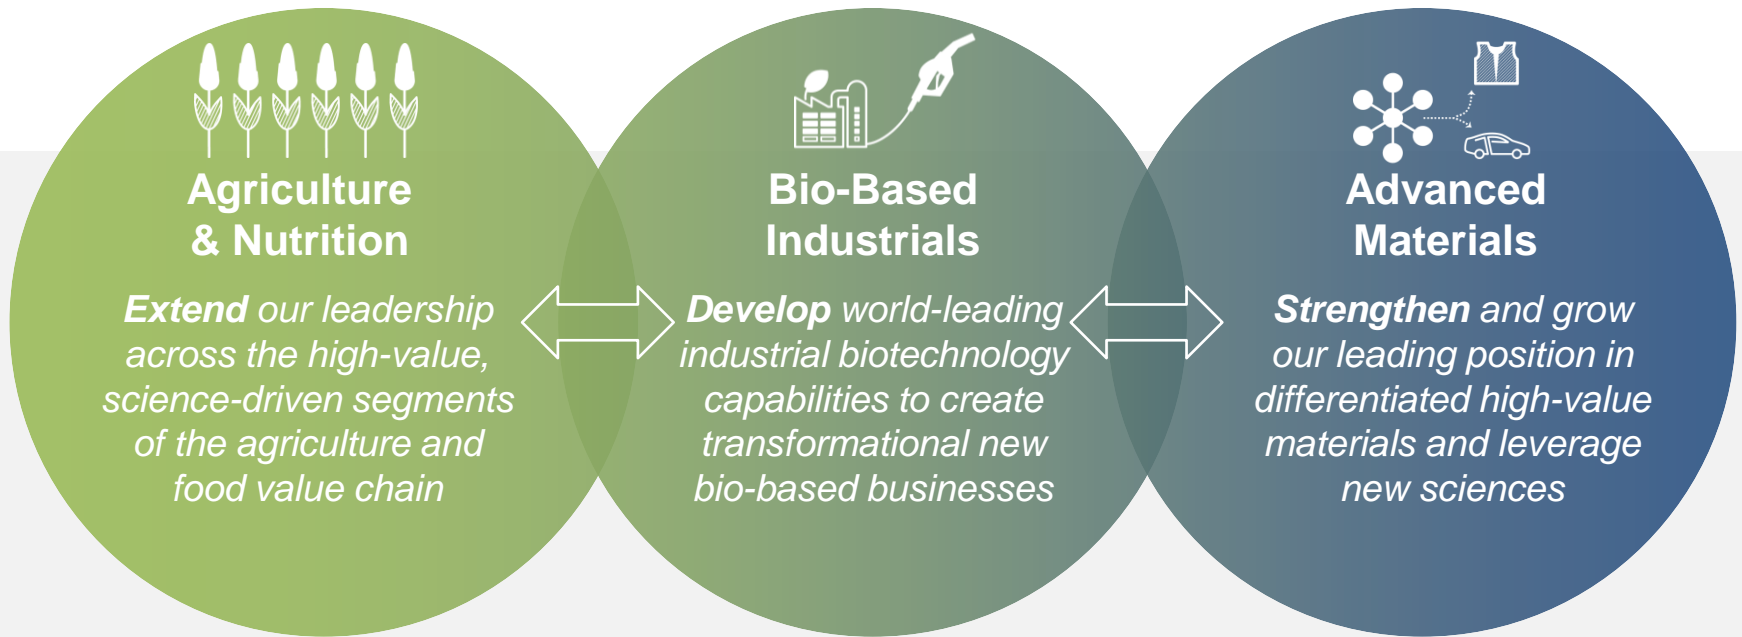 Agriculture
& Nutrition
Extend our leadership
across the high-value,
science-driven segments
of the agriculture and
food value chain
Bio-Based
Industrials
Develop world-leading
industrial biotechnology
capabilities to create
transformational new
bio-based businesses
Advanced
Materials
Strengthen and grow
our leading position in
differentiated high-value
materials and leverage
new sciences